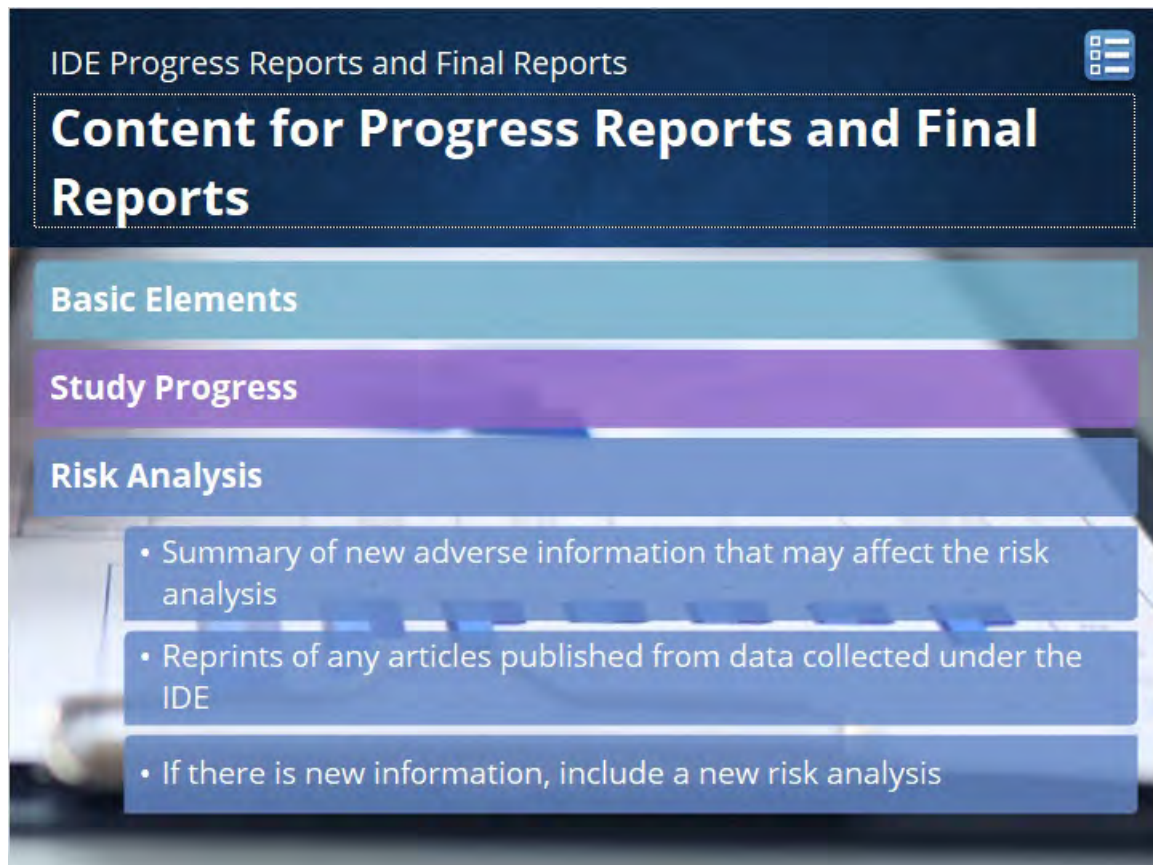 IDE Progress Reports and Final Reports
Content for Progress Reports and Final
Reports
Basic Elements
Study Progress
Risk Analysis
• Summary of new adverse information that may affect the risk
analysis
• Reprints of any articles published from data collected under the
IDE
• If there is new information, include a new risk analysis